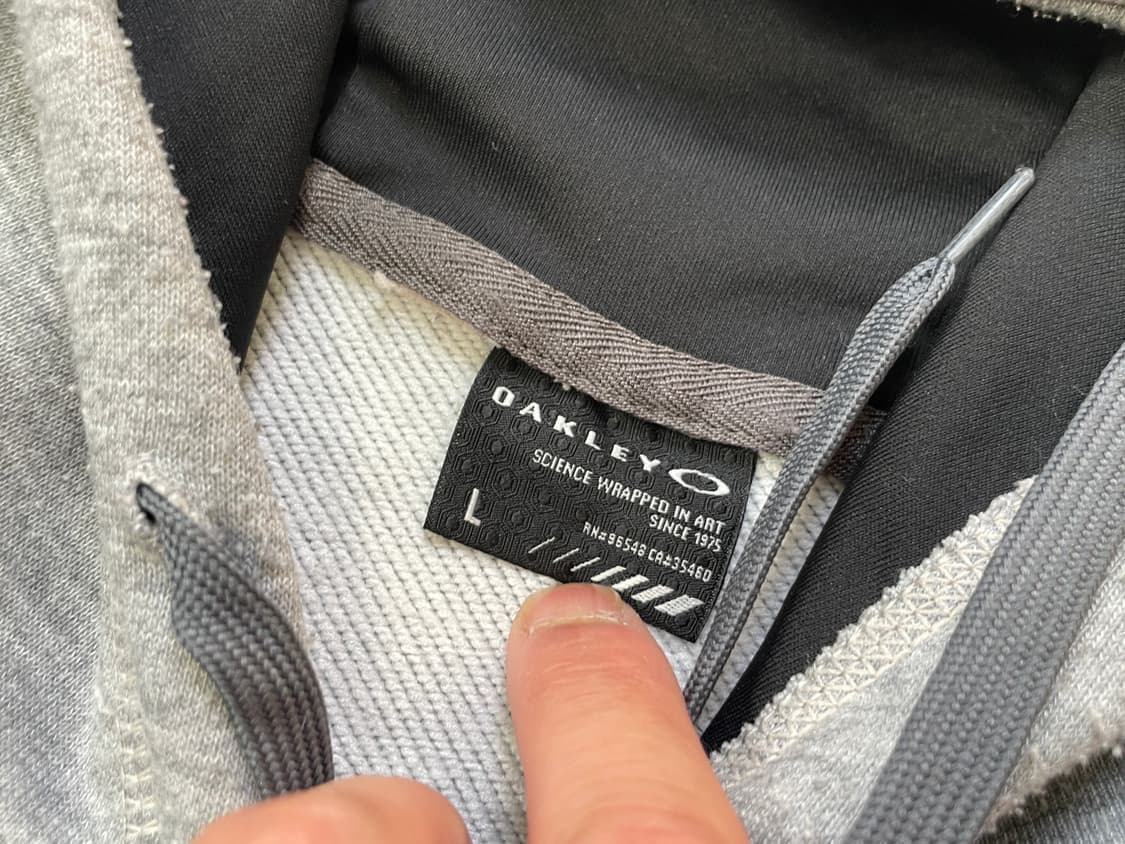 OAKLEY
SCIENCE WRAPPED IN ART
SINCE 1975
L
RN#96548 CA#35460